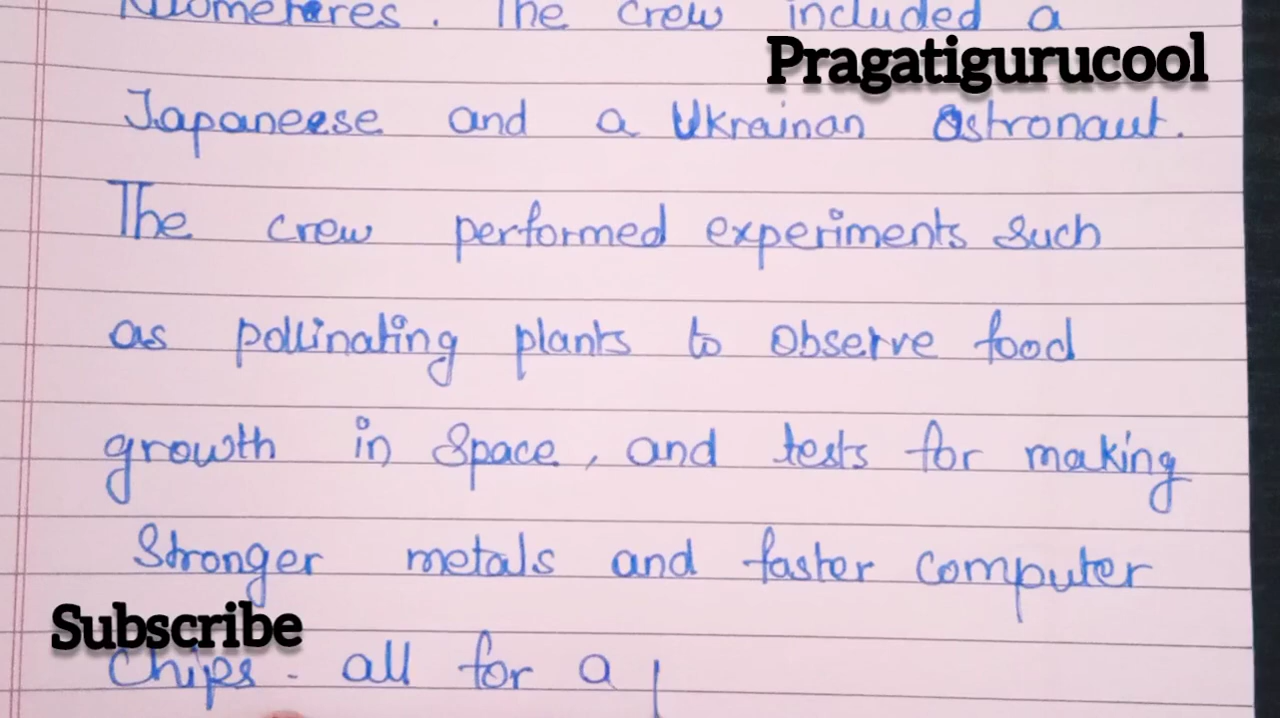 Kilometeres. The crew included a
Pragatigurucool
Japaneese and a Ukrainan Astronaut.
The crew performed experiments such
as pollinating plants to observe food
growth in space, and tests for making
Stronger metals and faster computer
Subscribe
Chips - all for a